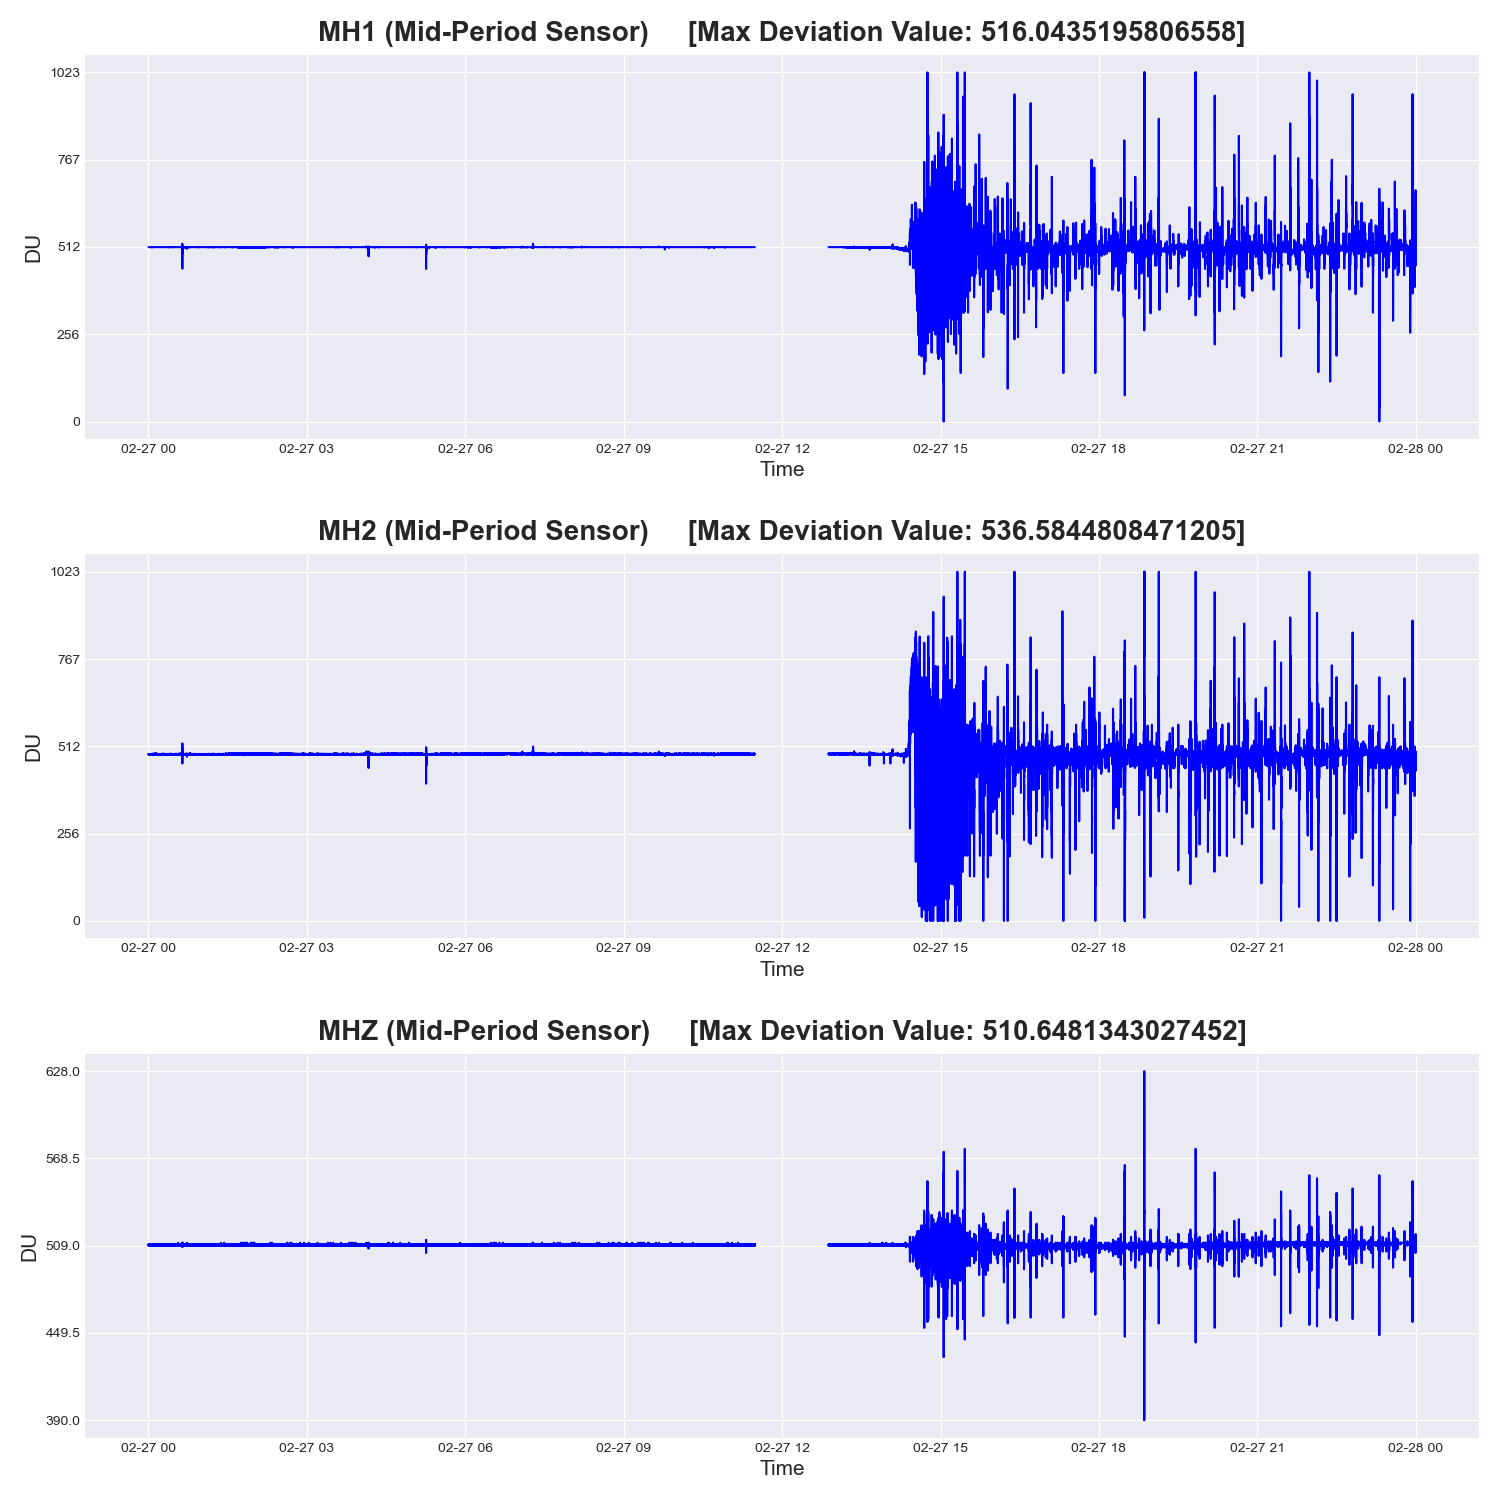 MH1 (Mid-Period Sensor) [Max Deviation Value: 516.0435195806558]
1023
767
512
256
0
DU
02-27 00 02-27 03 02-27 06 02-27 09 02-27 12 02-27 15 02-27 18 02-27 21 02-28 00
Time
MH2 (Mid-Period Sensor) [Max Deviation Value: 536.5844808471205]
1023
767
512
256
0
DU
02-27 00 02-27 03 02-27 06 02-27 09 02-27 12 02-27 15 02-27 18 02-27 21 02-28 00
Time
MHZ (Mid-Period Sensor) [Max Deviation Value: 510.6481343027452]
628.0
568.5
509.0
449.5
390.0
DU
02-27 00 02-27 03 02-27 06 02-27 09 02-27 12 02-27 15 02-27 18 02-27 21 02-28 00
Time